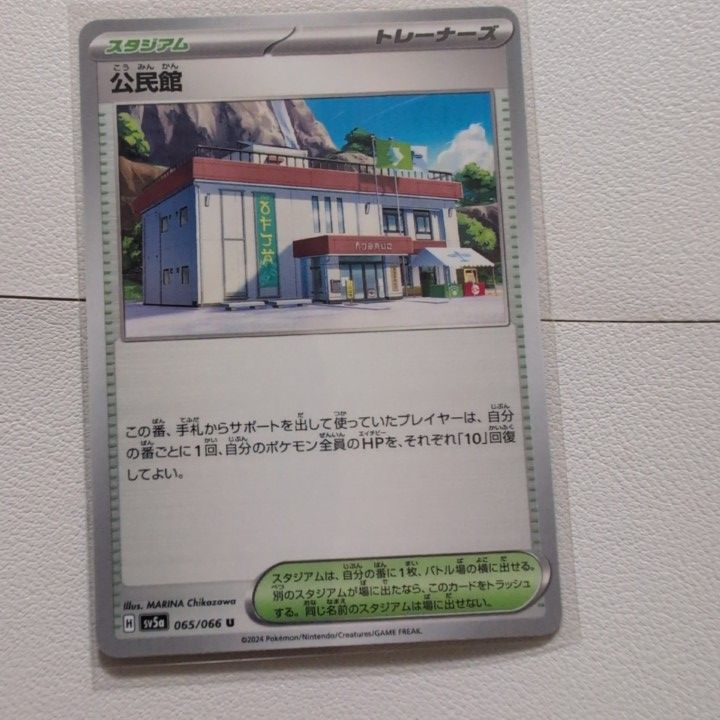 スタジアム
トレーナーズ
こうみんかん
公民館
この番、手札からサポートを出して使っていたプレイヤーは、自分
の番ごとに1回、自分のポケモン全員のHPを、それぞれ「10」回復
してよい。
スタジアムは、自分の番に1枚、バトル場の横に出せる。
別のスタジアムが場に出たなら、このカードをトラッシュ
する。同じ名前のスタジアムは場に出せない。
Illus. MARINA Chikazawa
H sv5a 065/066 U
©2024 Pokémon/Nintendo/Creatures/GAME FREAK.